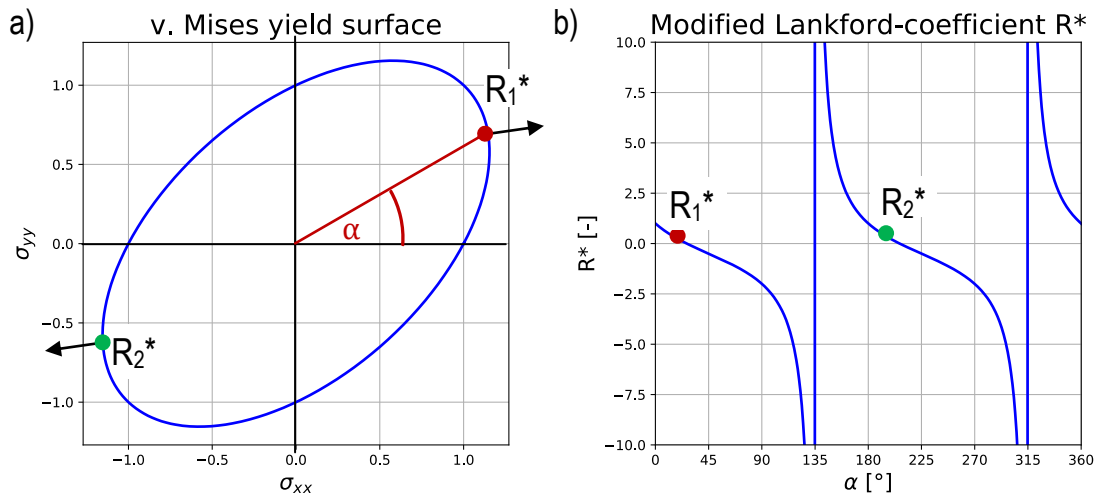 a)
v. Mises yield surface
R₁*
α
R₂*
1.0
0.5
0.0
−0.5
−1.0
σyy
−1.0
−0.5
0.0
0.5
1.0
σxx
b)
Modified Lankford-coefficient R*
R₁*
R₂*
10.0
7.5
5.0
2.5
0.0
−2.5
−5.0
−7.5
−10.0
R* [-]
0
45
90
135
180
225
270
315
360
α [°]